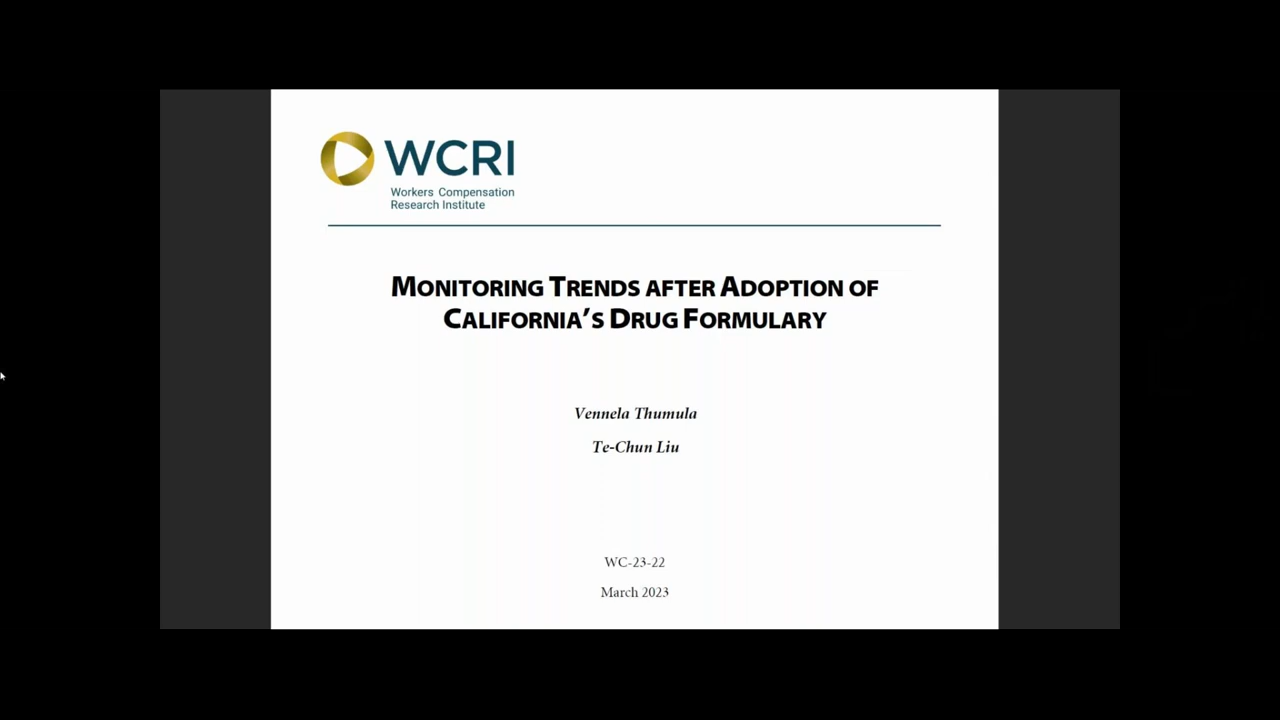 WCRI
Workers Compensation
Research Institute
MONITORING TRENDS AFTER ADOPTION OF
CALIFORNIA'S DRUG FORMULARY
Vennela Thumula
Te-Chun Liu
WC-23-22
March 2023